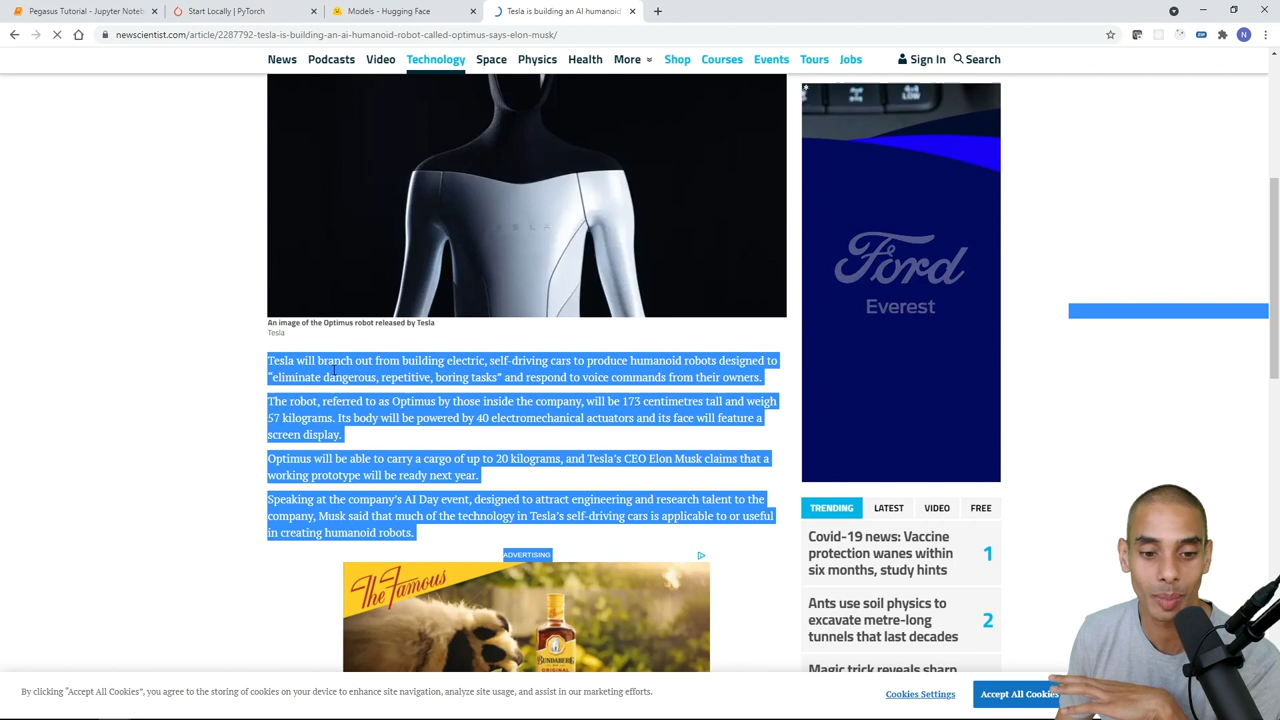 Pegasus Tutorial - Jupyter Noteb
Start Locally | PyTorch
Models - Hugging Face
Tesla is building an AI humanoid
newscientist.com/article/2287792-tesla-is-building-an-ai-humanoid-robot-called-optimus-says-elon-musk/
ZIP
N
News Podcasts Video Technology Space Physics Health More Shop Courses Events Tours Jobs Sign In Search
TESLA
An image of the Optimus robot released by Tesla
Tesla
Tesla will branch out from building electric, self-driving cars to produce humanoid robots designed to
“eliminate dangerous, repetitive, boring tasks” and respond to voice commands from their owners.
The robot, referred to as Optimus by those inside the company, will be 173 centimetres tall and weigh
57 kilograms. Its body will be powered by 40 electromechanical actuators and its face will feature a
screen display.
Optimus will be able to carry a cargo of up to 20 kilograms, and Tesla’s CEO Elon Musk claims that a
working prototype will be ready next year.
Speaking at the company’s AI Day event, designed to attract engineering and research talent to the
company, Musk said that much of the technology in Tesla’s self-driving cars is applicable to or useful
in creating humanoid robots.
ADVERTISING
The Famous
BUNDABERG
4H 4L
LOW
Ford
Everest
TRENDING LATEST VIDEO FREE
Covid-19 news: Vaccine
protection wanes within
six months, study hints
1
Ants use soil physics to
excavate metre-long
tunnels that last decades
2
Magic trick reveals sharp
By clicking “Accept All Cookies”, you agree to the storing of cookies on your device to enhance site navigation, analyze site usage, and assist in our marketing efforts.
Cookies Settings
Accept All Cookies